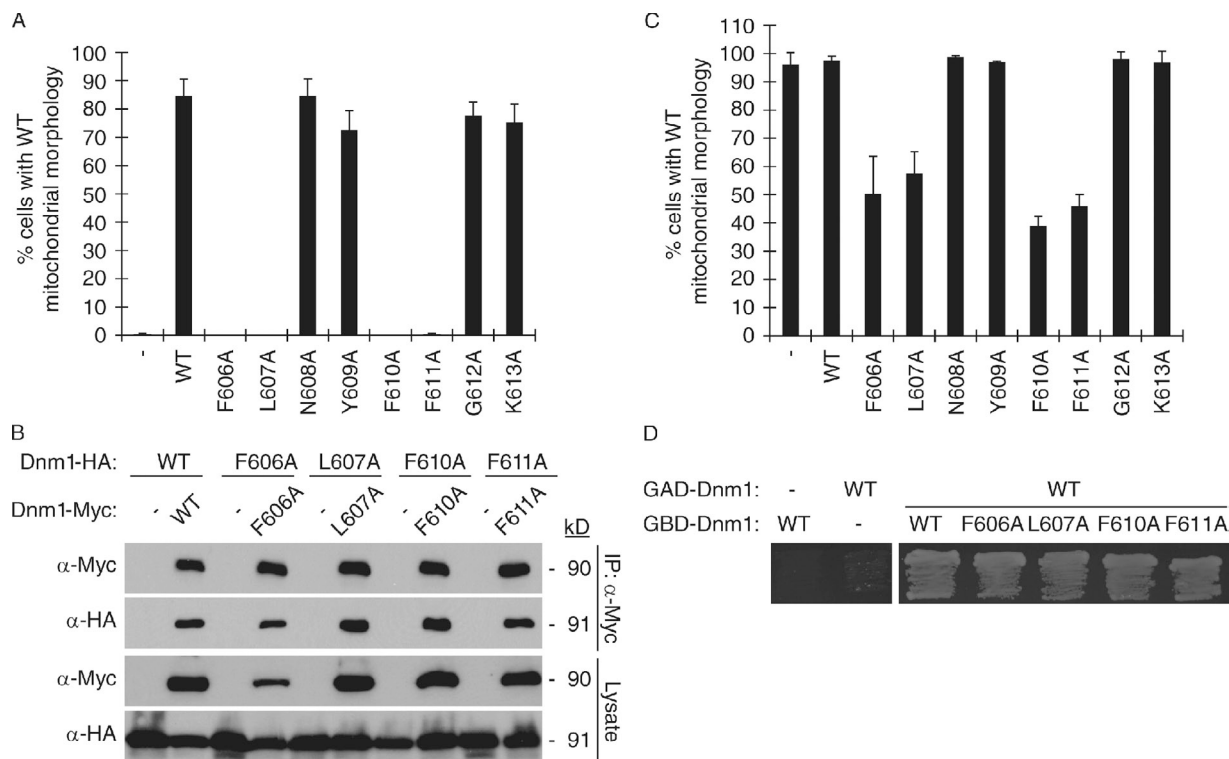 A
% cells with WT
mitochondrial morphology
100
90
80
70
60
50
40
30
20
10
0
- WT F606A L607A N608A Y609A F610A F611A G612A K613A
B
Dnm1-HA: WT F606A L607A F610A F611A
Dnm1-Myc: - WT - F606A - L607A - F610A - F611A kD
α-Myc - 90
α-HA - 91
IP: α-Myc
α-Myc - 90
α-HA - 91
Lysate
C
% cells with WT
mitochondrial morphology
110
100
90
80
70
60
50
40
30
20
10
0
- WT F606A L607A N608A Y609A F610A F611A G612A K613A
D
GAD-Dnm1: - WT WT
GBD-Dnm1: WT - WT F606A L607A F610A F611A